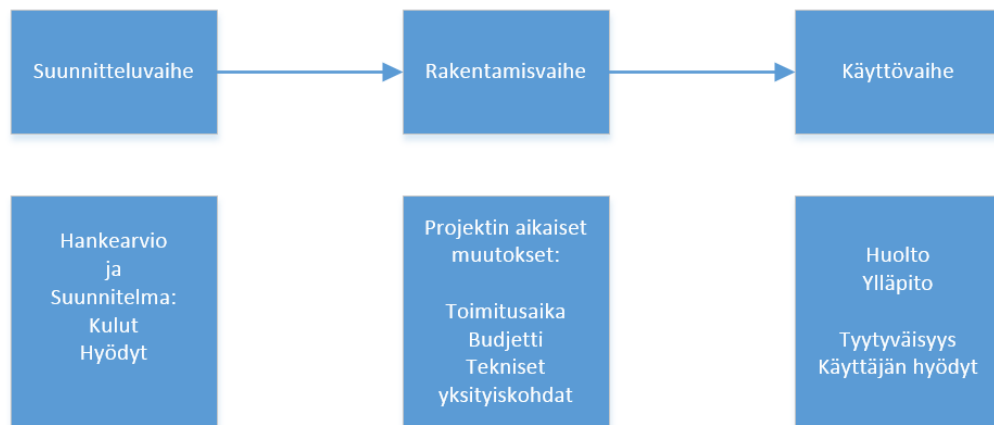 Suunnitteluvaihe
Rakentamisvaihe
Käyttövaihe
Hankearvio
ja
Suunnitelma:
Kulut
Hyödyt
Projektin aikaiset
muutokset:
Toimitusaika
Budjetti
Tekniset
yksityiskohdat
Huolto
Ylläpito
Tyytyväisyys
Käyttäjän hyödyt